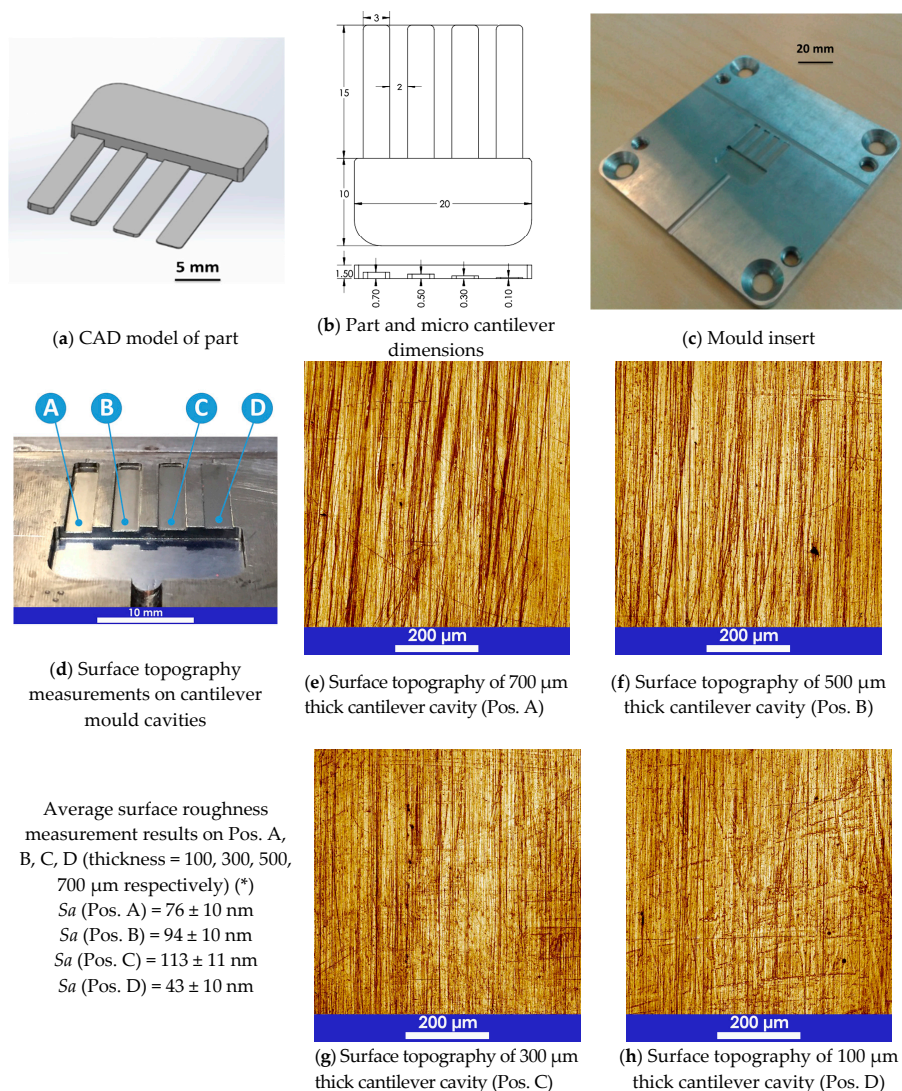 5 mm
(a) CAD model of part
3
2
15
10
20
1.50
0.70
0.50
0.30
0.10
(b) Part and micro cantilever
dimensions
20 mm
(c) Mould insert
A
B
C
D
10 mm
(d) Surface topography
measurements on cantilever
mould cavities
200 µm
(e) Surface topography of 700 µm
thick cantilever cavity (Pos. A)
200 µm
(f) Surface topography of 500 µm
thick cantilever cavity (Pos. B)
Average surface roughness
measurement results on Pos. A,
B, C, D (thickness = 100, 300, 500,
700 µm respectively) (*)
Sa (Pos. A) = 76 ± 10 nm
Sa (Pos. B) = 94 ± 10 nm
Sa (Pos. C) = 113 ± 11 nm
Sa (Pos. D) = 43 ± 10 nm
200 µm
(g) Surface topography of 300 µm
thick cantilever cavity (Pos. C)
200 µm
(h) Surface topography of 100 µm
thick cantilever cavity (Pos. D)